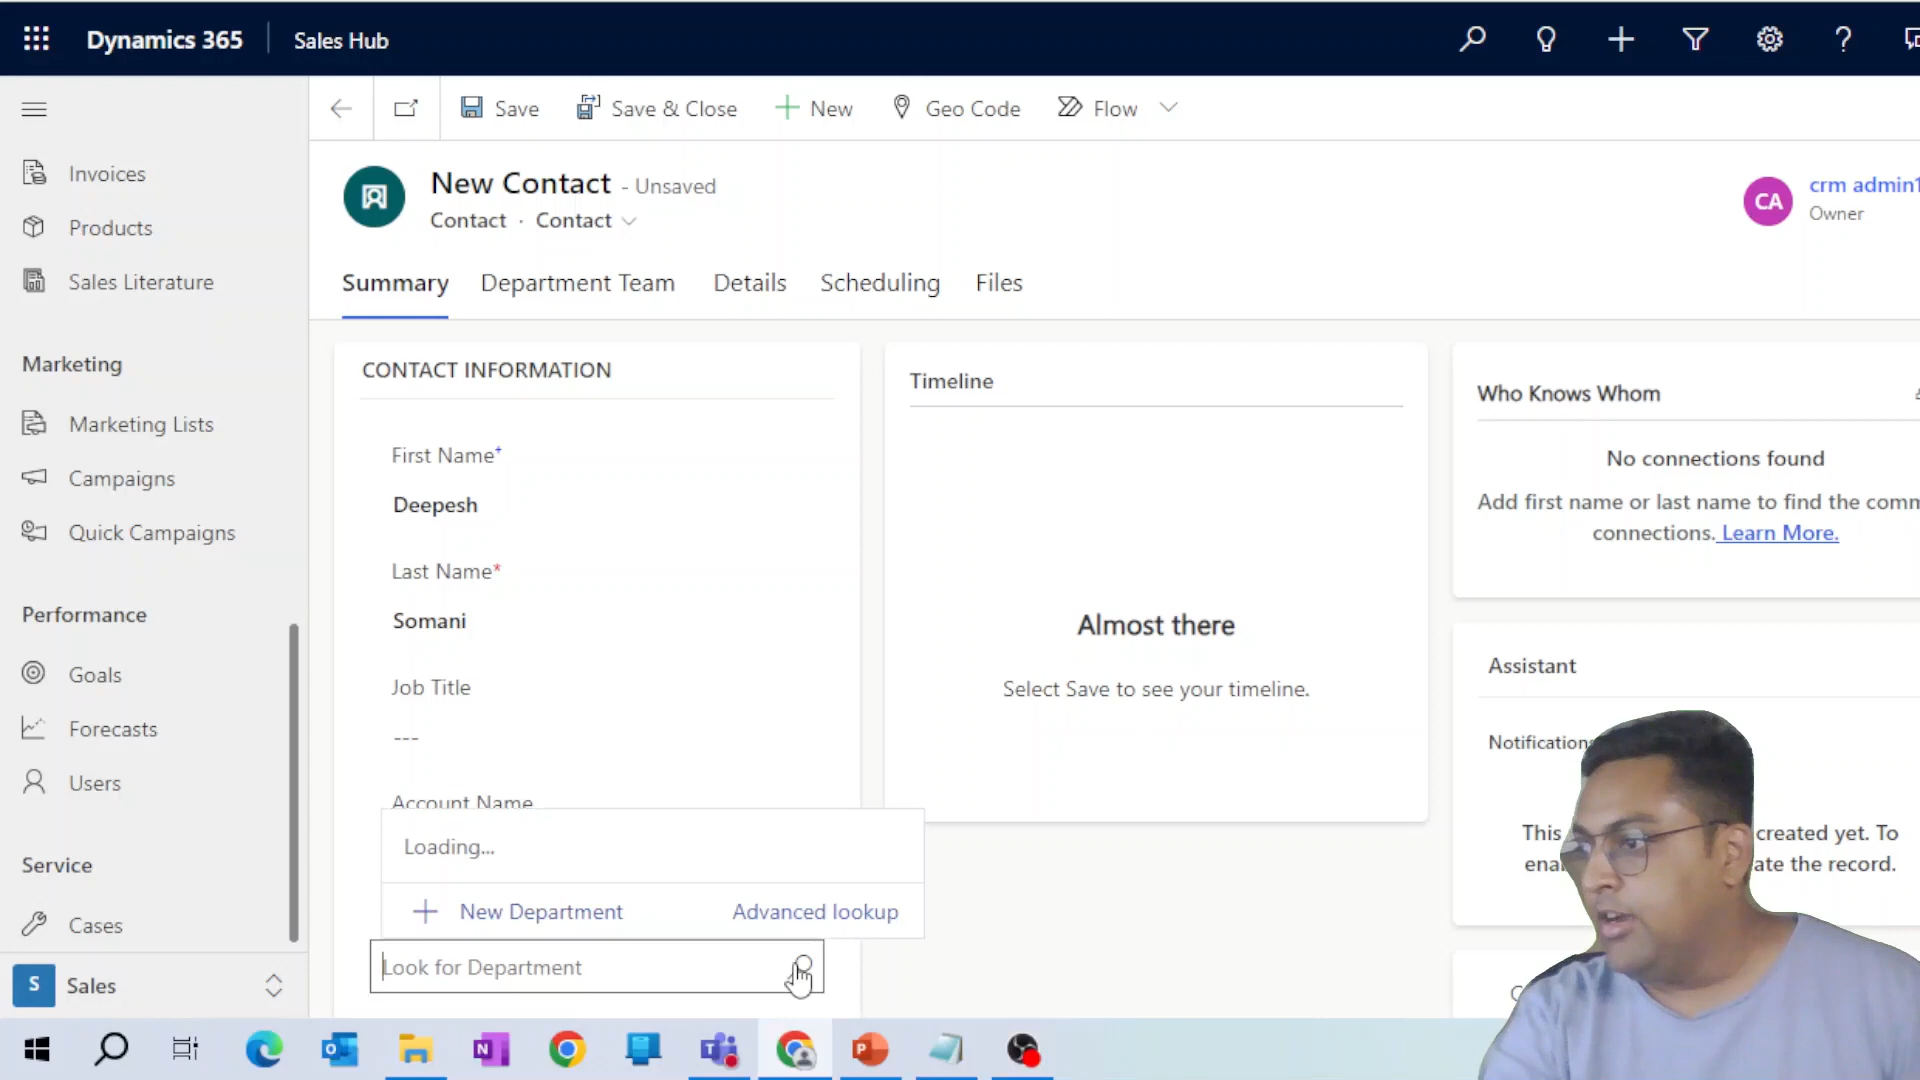 Dynamics 365
Sales Hub
Save
Save & Close
New
Geo Code
Flow
Invoices
Products
Sales Literature
Marketing
Marketing Lists
Campaigns
Quick Campaigns
Performance
Goals
Forecasts
Users
Service
Cases
S
Sales
New Contact - Unsaved
Contact · Contact
CA
crm admin1
Owner
Summary
Department Team
Details
Scheduling
Files
CONTACT INFORMATION
First Name+
Deepesh
Last Name*
Somani
Job Title
---
Account Name
Loading...
New Department
Advanced lookup
Look for Department
Timeline
Almost there
Select Save to see your timeline.
Who Knows Whom
No connections found
Add first name or last name to find the comm
connections. Learn More.
Assistant
Notifications
This created yet. To
ena ate the record.